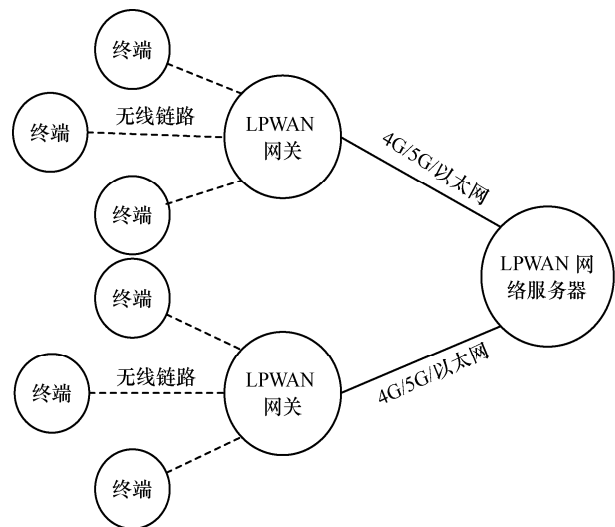 终端
终端
无线链路
LPWAN
网关
终端
4G/5G/以太网
LPWAN 网
络服务器
终端
终端
无线链路
LPWAN
网关
终端
4G/5G/以太网